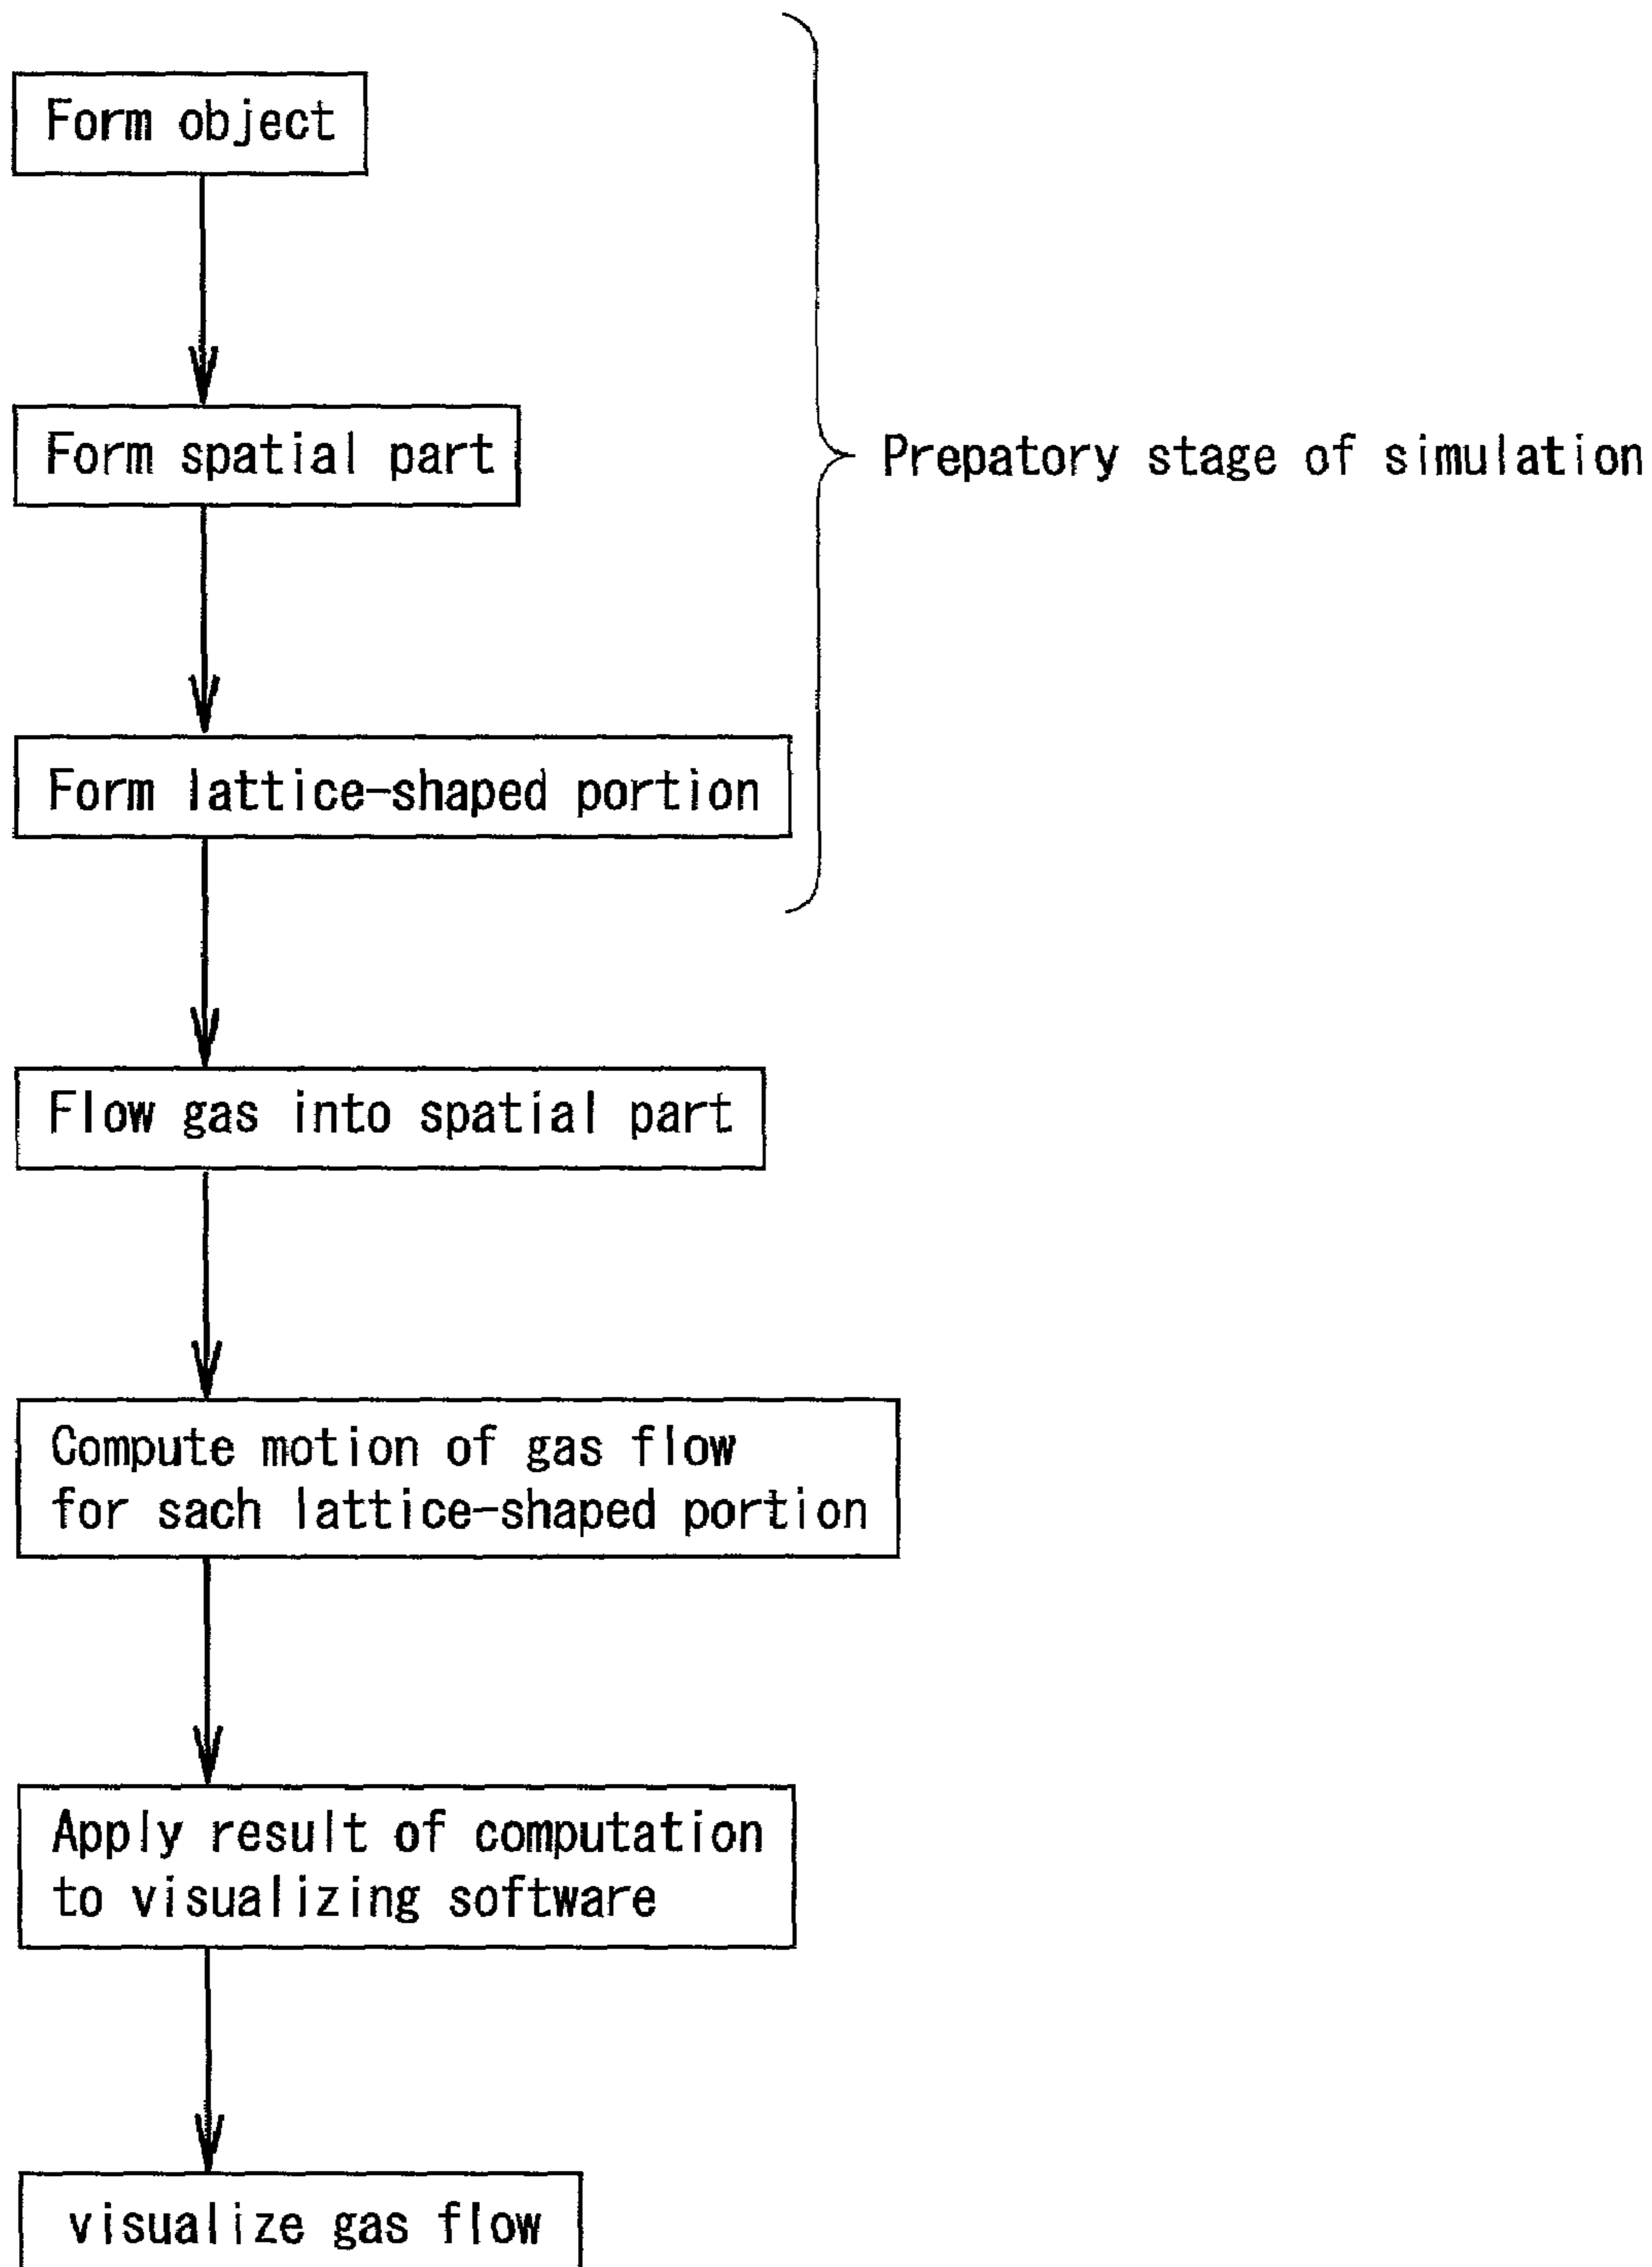 Form object
Form spatial part
Prepatory stage of simulation
Form lattice-shaped portion
Flow gas into spatial part
Compute motion of gas flow
for sach lattice-shaped portion
Apply result of computation
to visualizing software
visualize gas flow